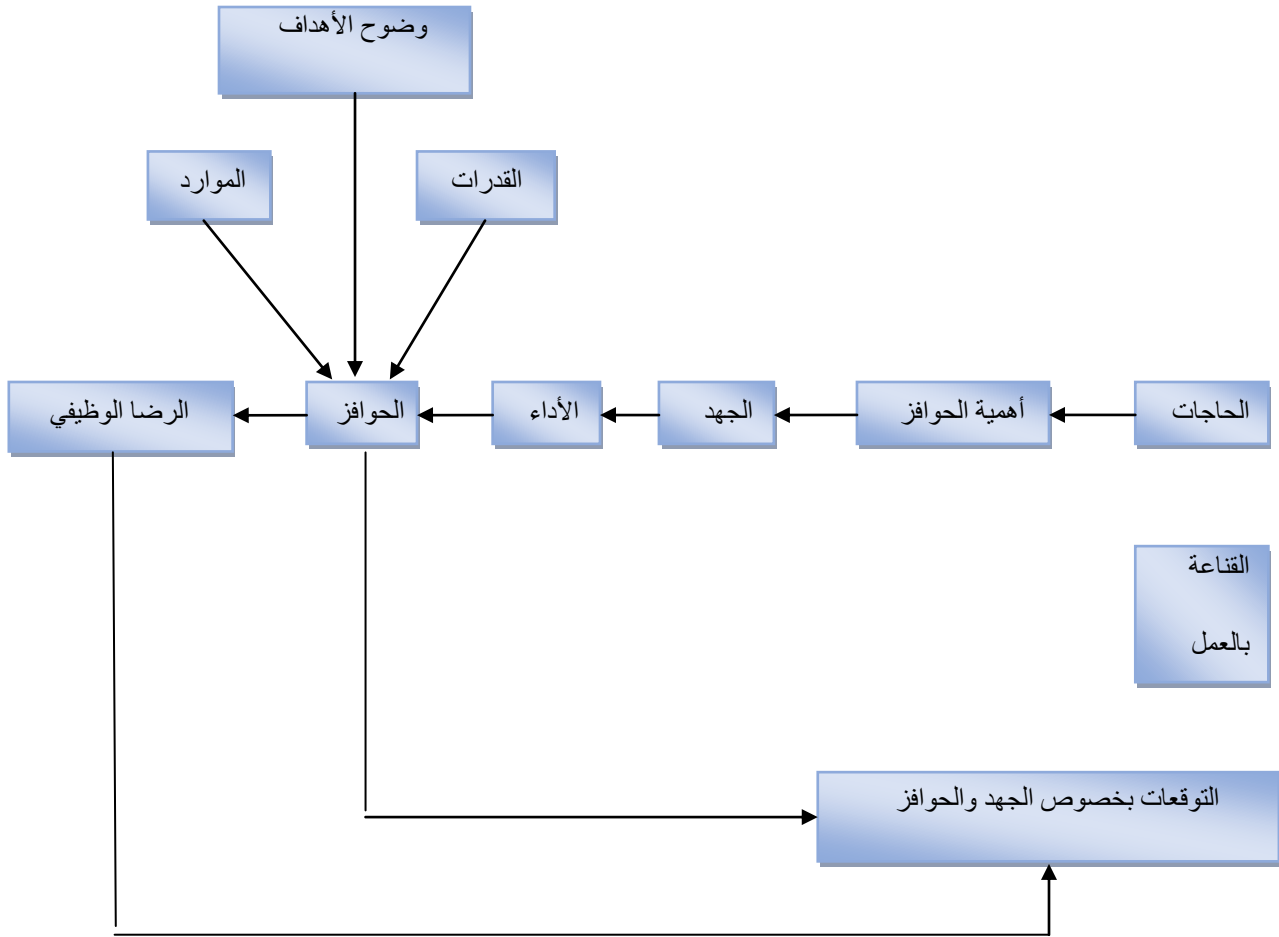 وضوح الأهداف
القدرات
الموارد
الحاجات
أهمية الحوافز
الجهد
الأداء
الحوافز
الرضا الوظيفي
القناعة
بالعمل
التوقعات بخصوص الجهد والحوافز